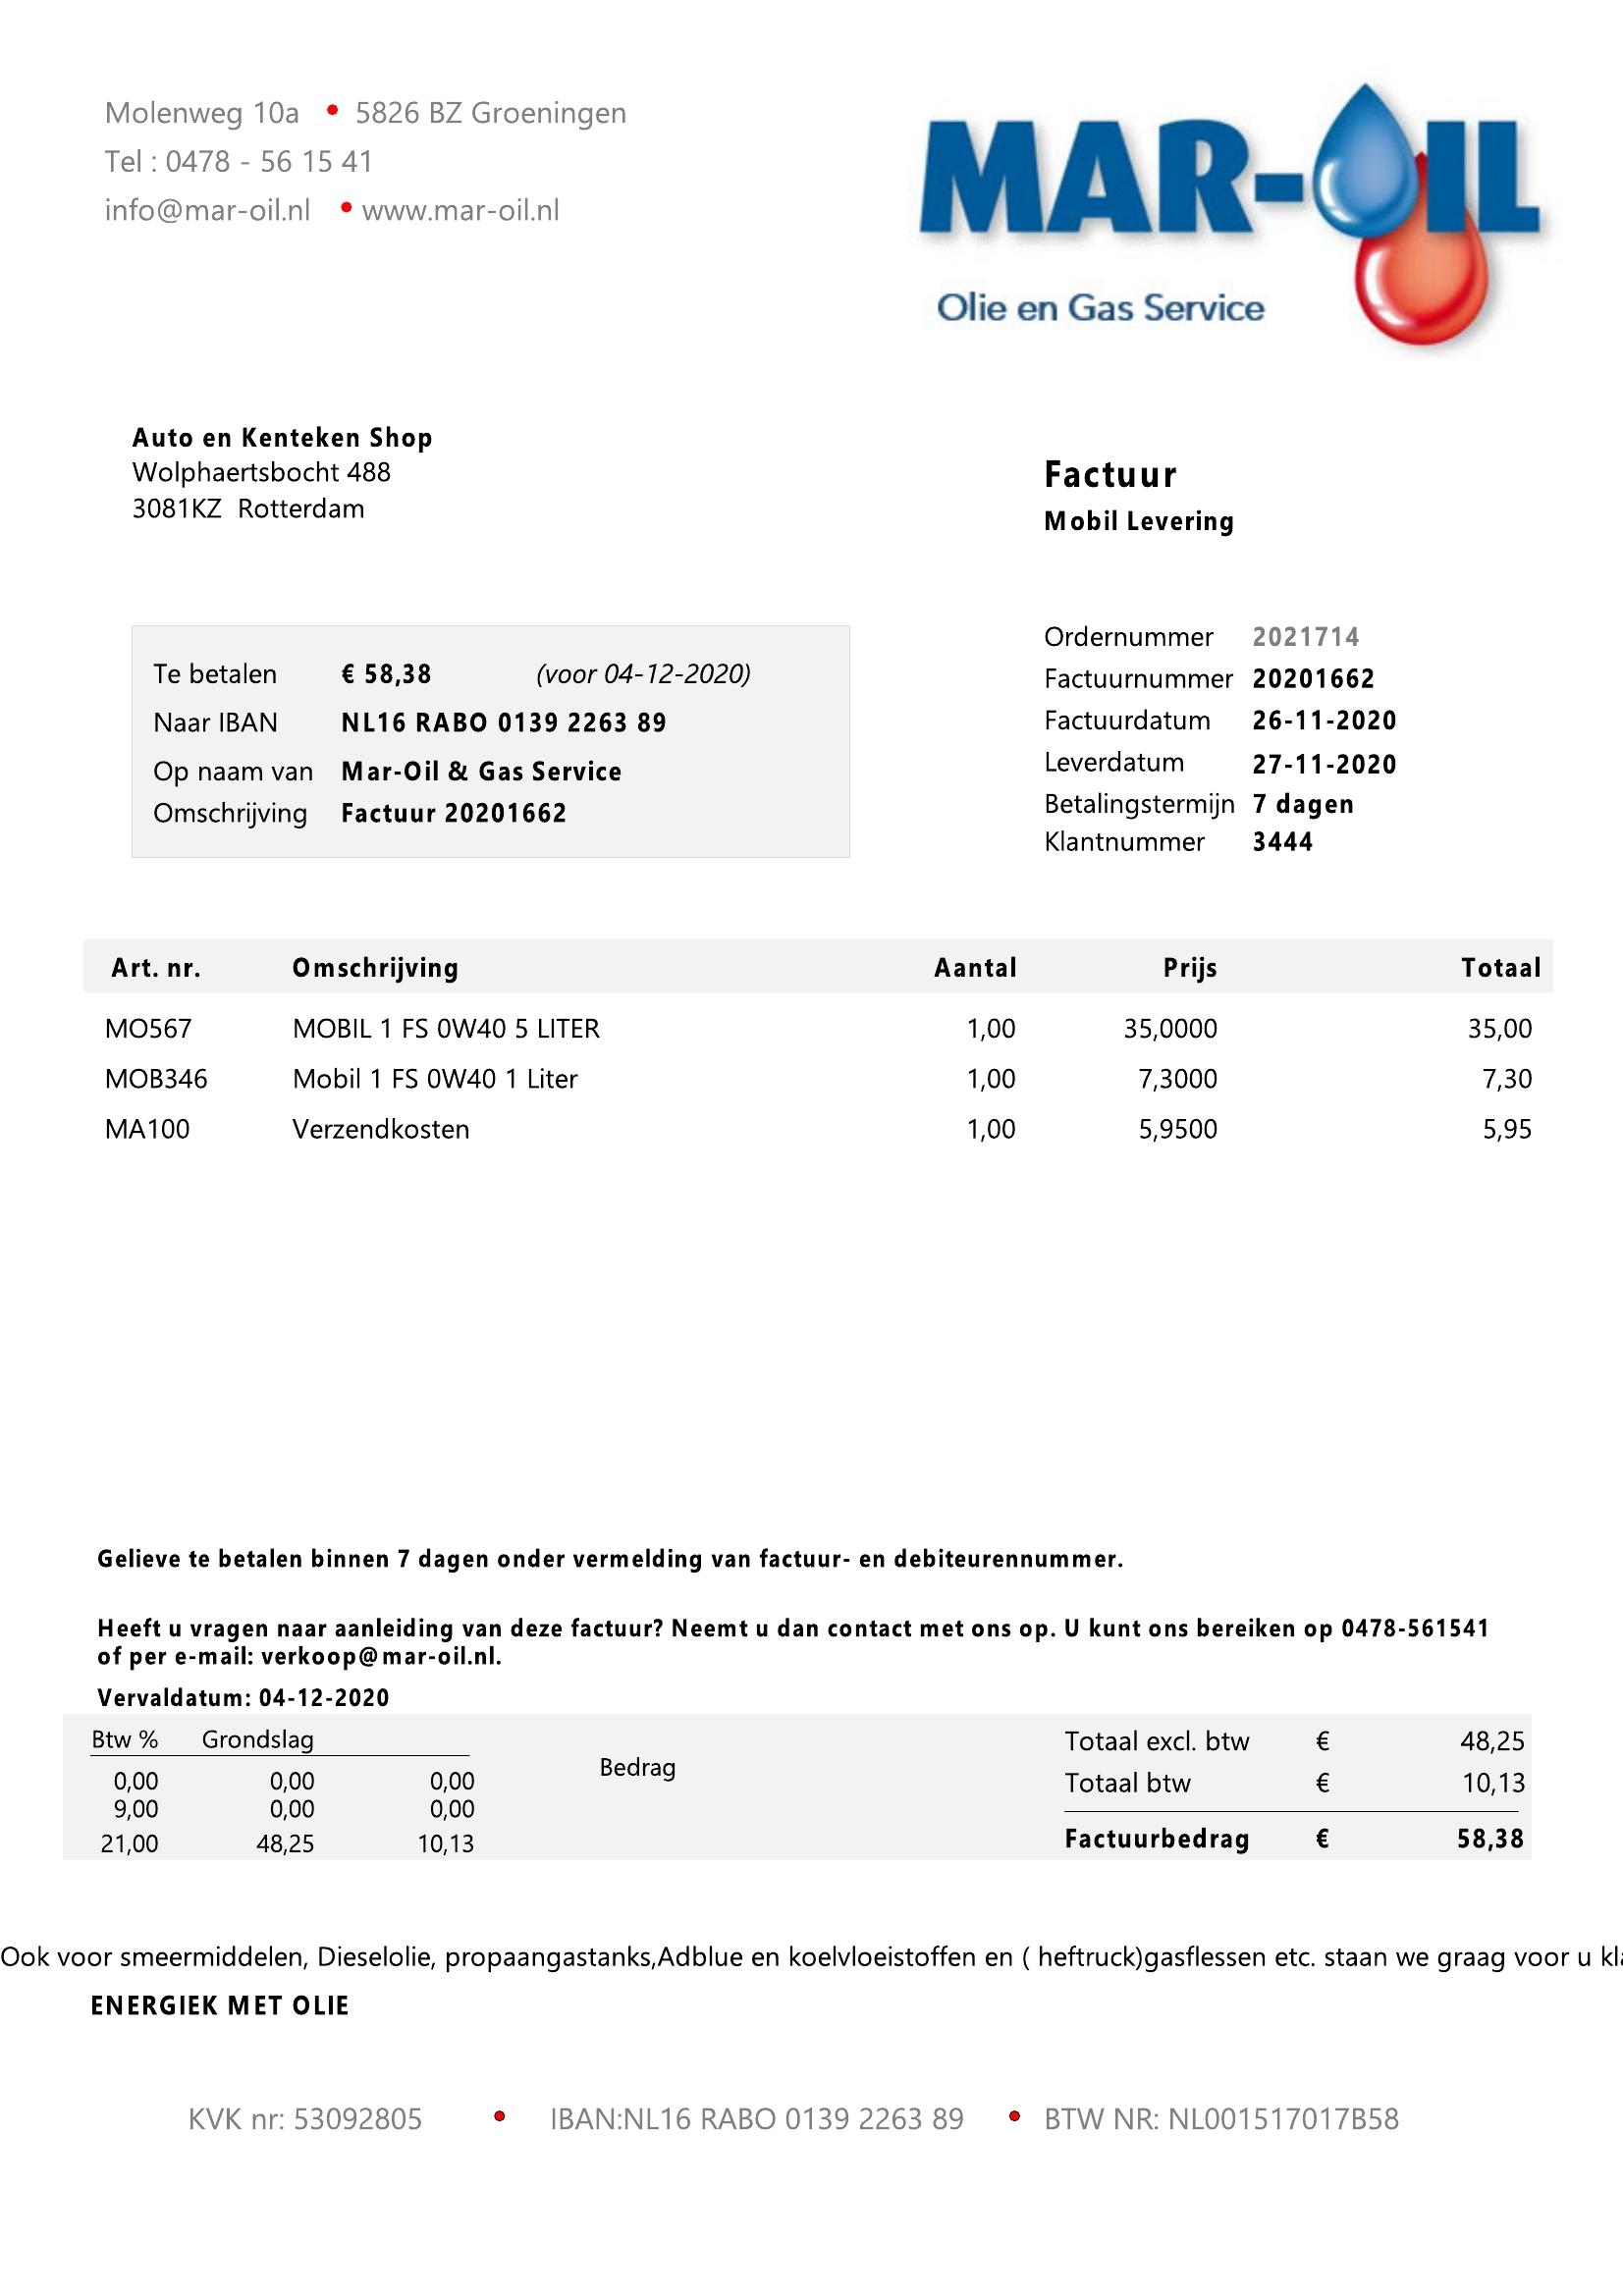 Molenweg 10a • 5826 BZ Groeningen
Tel : 0478 - 56 15 41
info@mar-oil.nl • www.mar-oil.nl
MAR-OIL
Olie en Gas Service
Auto en Kenteken Shop
Wolphaertsbocht 488
3081KZ Rotterdam
Factuur
Mobil Levering
Te betalen € 58,38 (voor 04-12-2020)
Naar IBAN NL16 RABO 0139 2263 89
Op naam van Mar-Oil & Gas Service
Omschrijving Factuur 20201662
Ordernummer 2021714
Factuurnummer 20201662
Factuurdatum 26-11-2020
Leverdatum 27-11-2020
Betalingstermijn 7 dagen
Klantnummer 3444
Art. nr. Omschrijving Aantal Prijs Totaal
MO567 MOBIL 1 FS 0W40 5 LITER 1,00 35,0000 35,00
MOB346 Mobil 1 FS 0W40 1 Liter 1,00 7,3000 7,30
MA100 Verzendkosten 1,00 5,9500 5,95
Gelieve te betalen binnen 7 dagen onder vermelding van factuur- en debiteurennummer.
Heeft u vragen naar aanleiding van deze factuur? Neemt u dan contact met ons op. U kunt ons bereiken op 0478-561541
of per e-mail: verkoop@mar-oil.nl.
Vervaldatum: 04-12-2020
Btw % Grondslag
Bedrag
0,00 0,00 0,00
9,00 0,00 0,00
21,00 48,25 10,13
Totaal excl. btw € 48,25
Totaal btw € 10,13
Factuurbedrag € 58,38
Ook voor smeermiddelen, Dieselolie, propaangastanks,Adblue en koelvloeistoffen en ( heftruck)gasflessen etc. staan we graag voor u
ENERGIEK MET OLIE
KVK nr: 53092805 • IBAN:NL16 RABO 0139 2263 89 • BTW NR: NL001517017B58